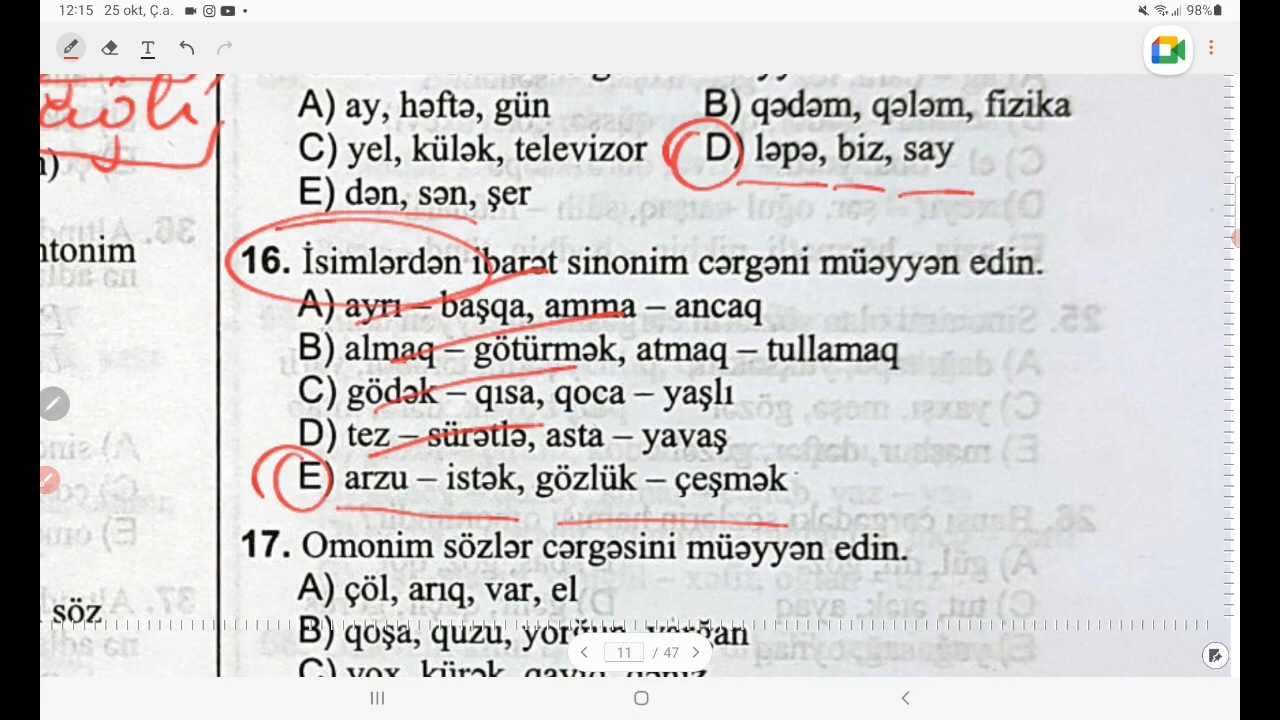 12:15 25 okt, Ç.a.
98%
T
A) ay, həftə, gün
B) qədəm, qələm, fizika
C) yel, külək, televizor
D) ləpə, biz, say
E) dən, sən, şer
ntonim
16. İsimlərdən ibarət sinonim cərgəni müəyyən edin.
A) ayrı – başqa, amma – ancaq
B) almaq – götürmək, atmaq – tullamaq
C) gödək – qısa, qoca – yaşlı
D) tez – sürətlə, asta – yavaş
E) arzu – istək, gözlük – çeşmək
17. Omonim sözlər cərgəsini müəyyən edin.
A) çöl, arıq, var, el
söz
B) qoşa, quzu,
11 / 47